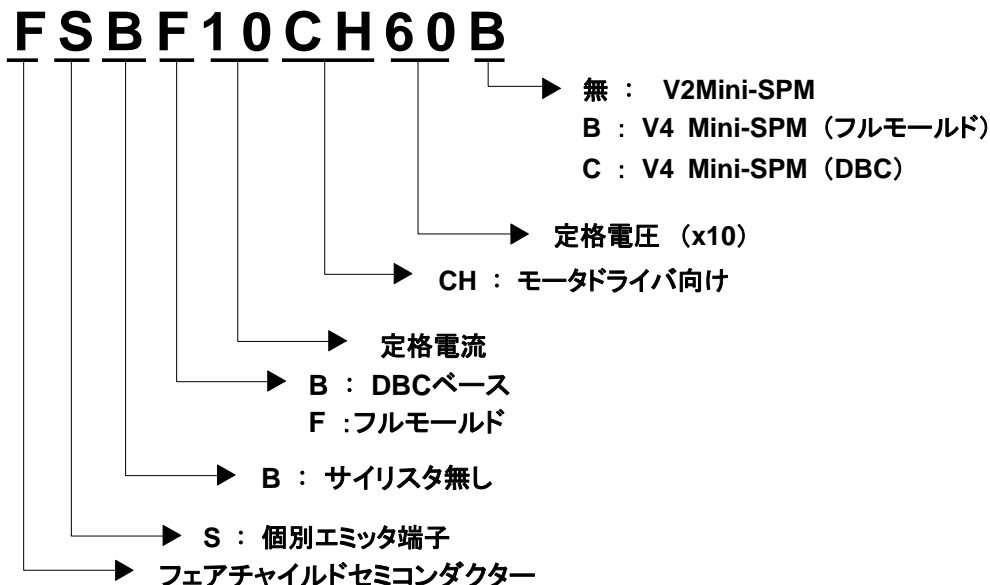 FSBF10CH60B
無 : V2Mini-SPM
B : V4 Mini-SPM (フルモールド)
C : V4 Mini-SPM (DBC)
定格電圧 (x10)
CH : モータドライバ向け
定格電流
B : DBCベース
F :フルモールド
B : サイリスタ無し
S : 個別エミッタ端子
フェアチャイルドセミコンダクター